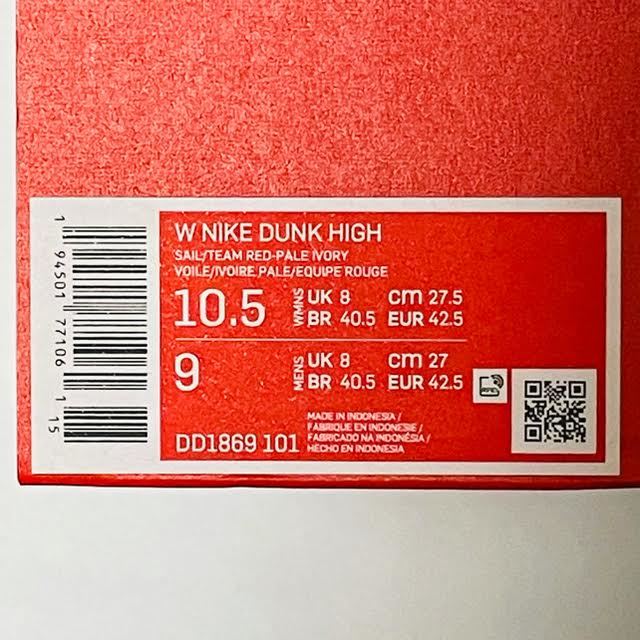 W NIKE DUNK HIGH
SAIL/TEAM RED-PALE IVORY
VOILE/IVOIRE PALE/EQUIPE ROUGE
10.5
WMNS
UK 8 cm 27.5
BR 40.5 EUR 42.5
9
MENS
UK 8 cm 27
BR 40.5 EUR 42.5
DD1869 101
MADE IN INDONESIA /
FABRIQUE EN INDONESIE /
FABRICADO NA INDONÉSIA /
HECHO EN INDONESIA
1 94501 77106 1 15